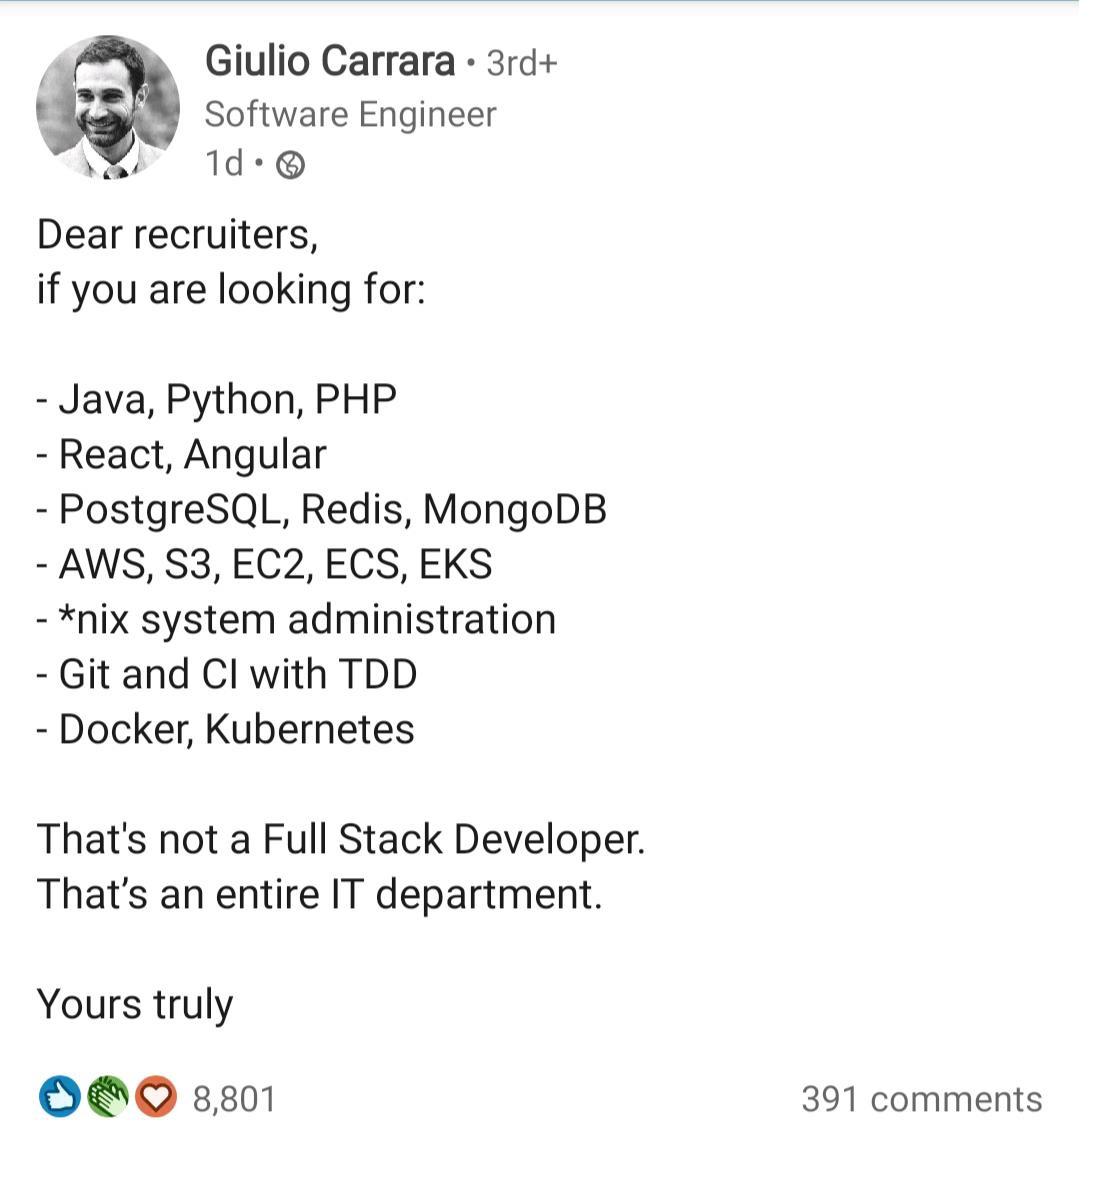 Giulio Carrara • 3rd+
Software Engineer
1d •
Dear recruiters,
if you are looking for:
- Java, Python, PHP
- React, Angular
- PostgreSQL, Redis, MongoDB
- AWS, S3, EC2, ECS, EKS
- *nix system administration
- Git and CI with TDD
- Docker, Kubernetes
That's not a Full Stack Developer.
That’s an entire IT department.
Yours truly
8,801 391 comments